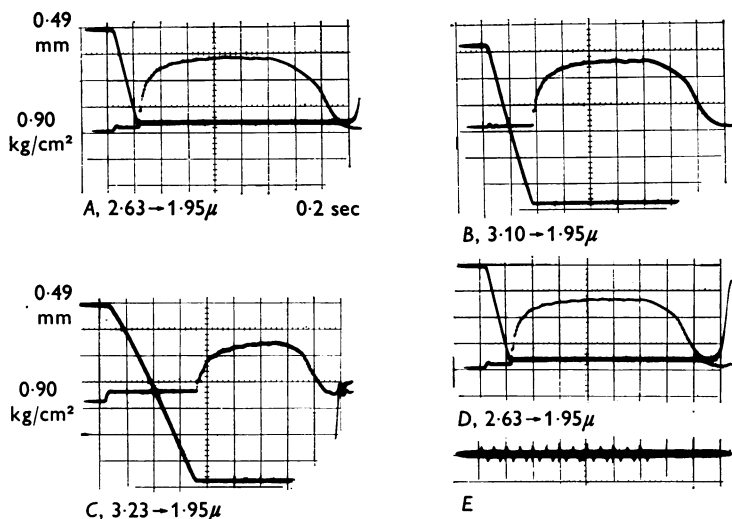 0·49
mm
0·90
kg/cm²
A, 2·63→1·95μ
0·2 sec
B, 3·10→1·95μ
0·49
mm
0·90
kg/cm²
C, 3·23→1·95μ
D, 2·63→1·95μ
E